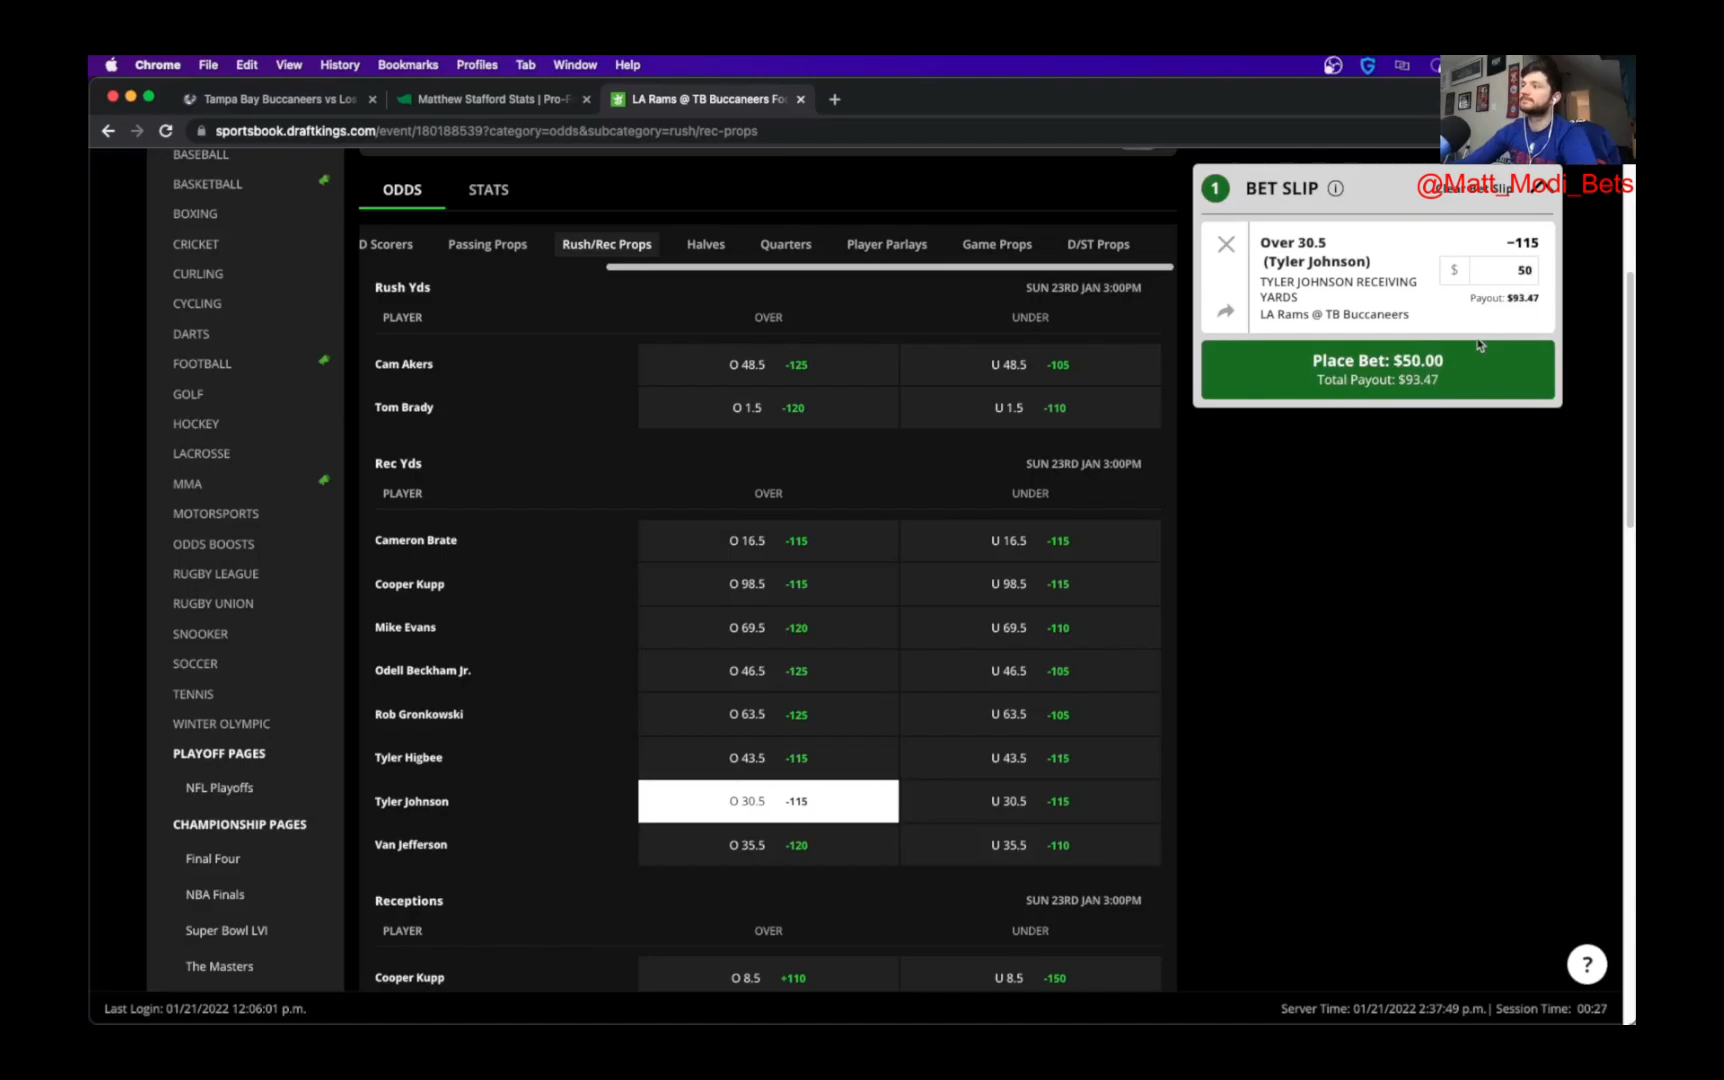 Chrome File Edit View History Bookmarks Profiles Tab Window Help
Tampa Bay Buccaneers vs Los
Matthew Stafford Stats | Pro-F
LA Rams @ TB Buccaneers Fo
sportsbook.draftkings.com/event/180188539?category=odds&subcategory=rush/rec-props
BASEBALL
BASKETBALL
BOXING
CRICKET
CURLING
CYCLING
DARTS
FOOTBALL
GOLF
HOCKEY
LACROSSE
MMA
MOTORSPORTS
ODDS BOOSTS
RUGBY LEAGUE
RUGBY UNION
SNOOKER
SOCCER
TENNIS
WINTER OLYMPIC
PLAYOFF PAGES
NFL Playoffs
CHAMPIONSHIP PAGES
Final Four
NBA Finals
Super Bowl LVI
The Masters
ODDS STATS
D Scorers Passing Props Rush/Rec Props Halves Quarters Player Parlays Game Props D/ST Props
Rush Yds SUN 23RD JAN 3:00PM
PLAYER OVER UNDER
Cam Akers O 48.5 -125 U 48.5 -105
Tom Brady O 1.5 -120 U 1.5 -110
Rec Yds SUN 23RD JAN 3:00PM
PLAYER OVER UNDER
Cameron Brate O 16.5 -115 U 16.5 -115
Cooper Kupp O 98.5 -115 U 98.5 -115
Mike Evans O 69.5 -120 U 69.5 -110
Odell Beckham Jr. O 46.5 -125 U 46.5 -105
Rob Gronkowski O 63.5 -125 U 63.5 -105
Tyler Higbee O 43.5 -115 U 43.5 -115
Tyler Johnson O 30.5 -115 U 30.5 -115
Van Jefferson O 35.5 -120 U 35.5 -110
Receptions SUN 23RD JAN 3:00PM
PLAYER OVER UNDER
Cooper Kupp O 8.5 +110 U 8.5 -150
@Matt_Modi_Bets
1 BET SLIP Clear Bet Slip
Over 30.5 −115
(Tyler Johnson)
$ 50
TYLER JOHNSON RECEIVING
YARDS
Payout: $93.47
LA Rams @ TB Buccaneers
Place Bet: $50.00
Total Payout: $93.47
?
Last Login: 01/21/2022 12:06:01 p.m.
Server Time: 01/21/2022 2:37:49 p.m.| Session Time: 00:27